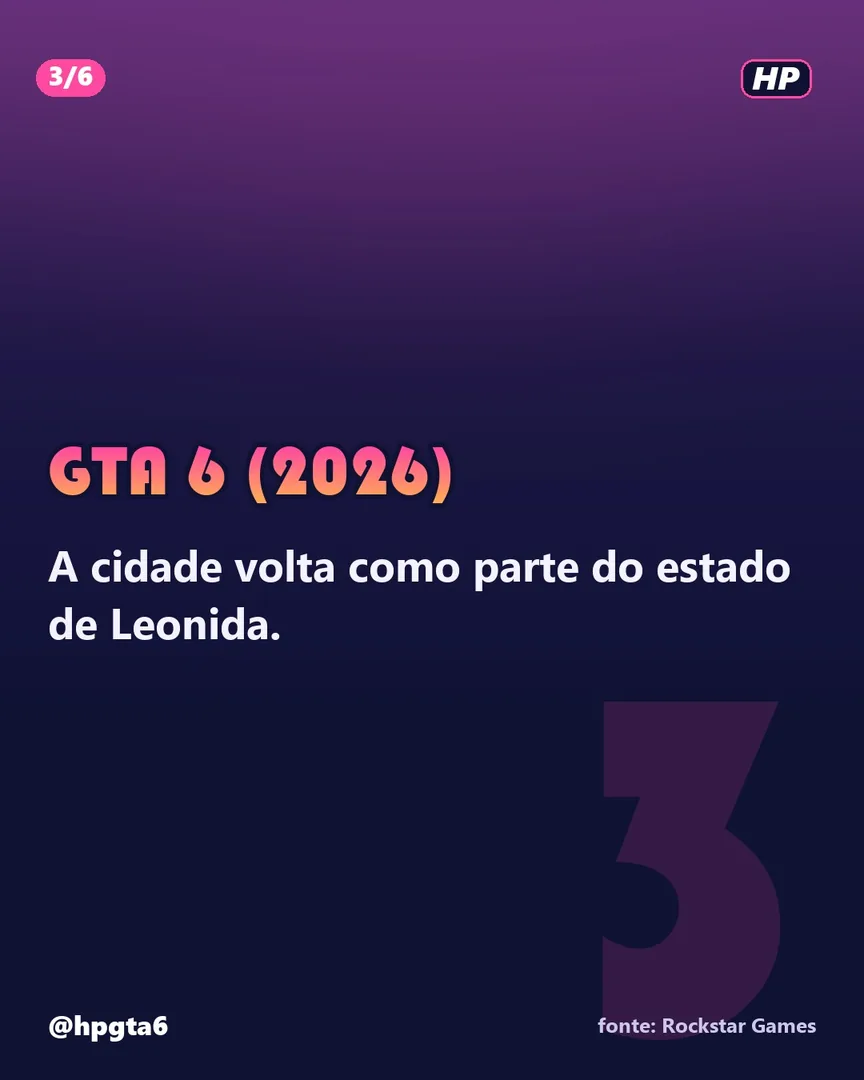 3/6
HP
GTA 6 (2026)
A cidade volta como parte do estado
de Leonida.
3
@hpgta6
fonte: Rockstar Games